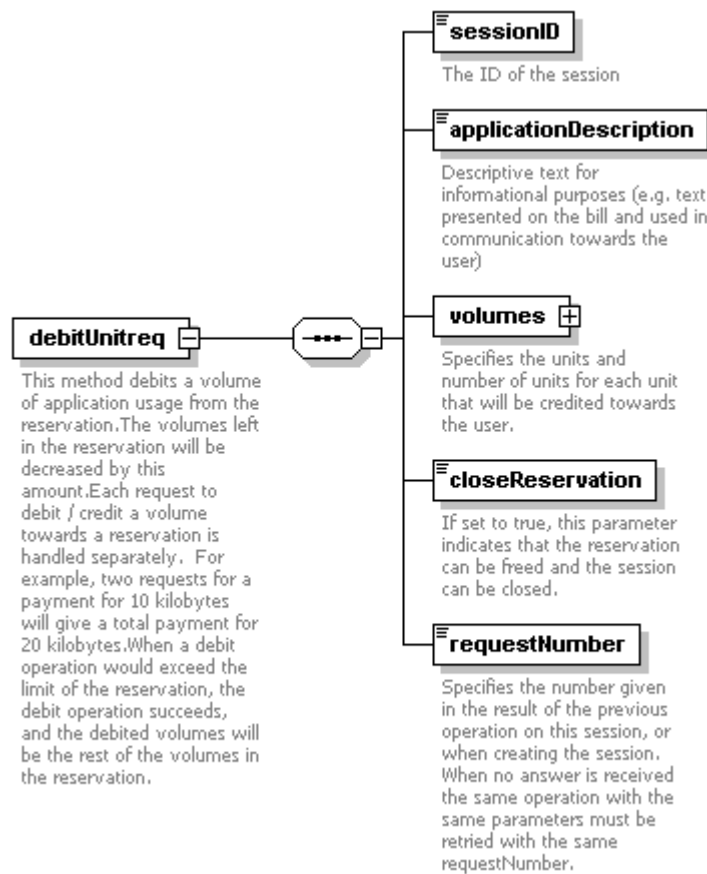 sessionID
The ID of the session
applicationDescription
Descriptive text for
informational purposes (e.g. text
presented on the bill and used in
communication towards the
user)
volumes
Specifies the units and
number of units for each unit
that will be credited towards
the user.
debitUnitreq
This method debits a volume
of application usage from the
reservation.The volumes left
in the reservation will be
decreased by this
amount.Each request to
debit / credit a volume
towards a reservation is
handled separately.  For
example, two requests for a
payment for 10 kilobytes
will give a total payment for
20 kilobytes.When a debit
operation would exceed the
limit of the reservation, the
debit operation succeeds,
and the debited volumes will
be the rest of the volumes in
the reservation.
closeReservation
If set to true, this parameter
indicates that the reservation
can be freed and the session
can be closed.
requestNumber
Specifies the number given
in the result of the previous
operation on this session, or
when creating the session.
When no answer is received
the same operation with the
same parameters must be
retried with the same
requestNumber.